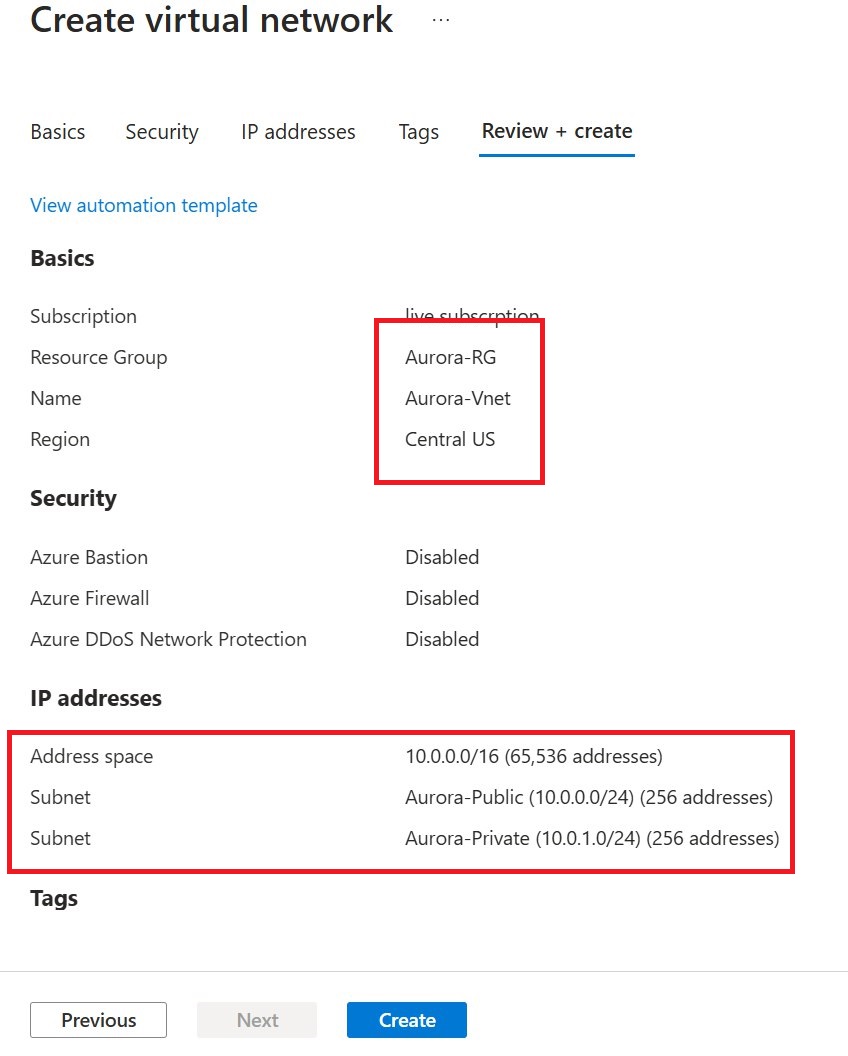 Create virtual network ...
Basics Security IP addresses Tags Review + create
View automation template
Basics
Subscription live subscrption
Resource Group Aurora-RG
Name Aurora-Vnet
Region Central US
Security
Azure Bastion Disabled
Azure Firewall Disabled
Azure DDoS Network Protection Disabled
IP addresses
Address space 10.0.0.0/16 (65,536 addresses)
Subnet Aurora-Public (10.0.0.0/24) (256 addresses)
Subnet Aurora-Private (10.0.1.0/24) (256 addresses)
Tags
Previous Next Create